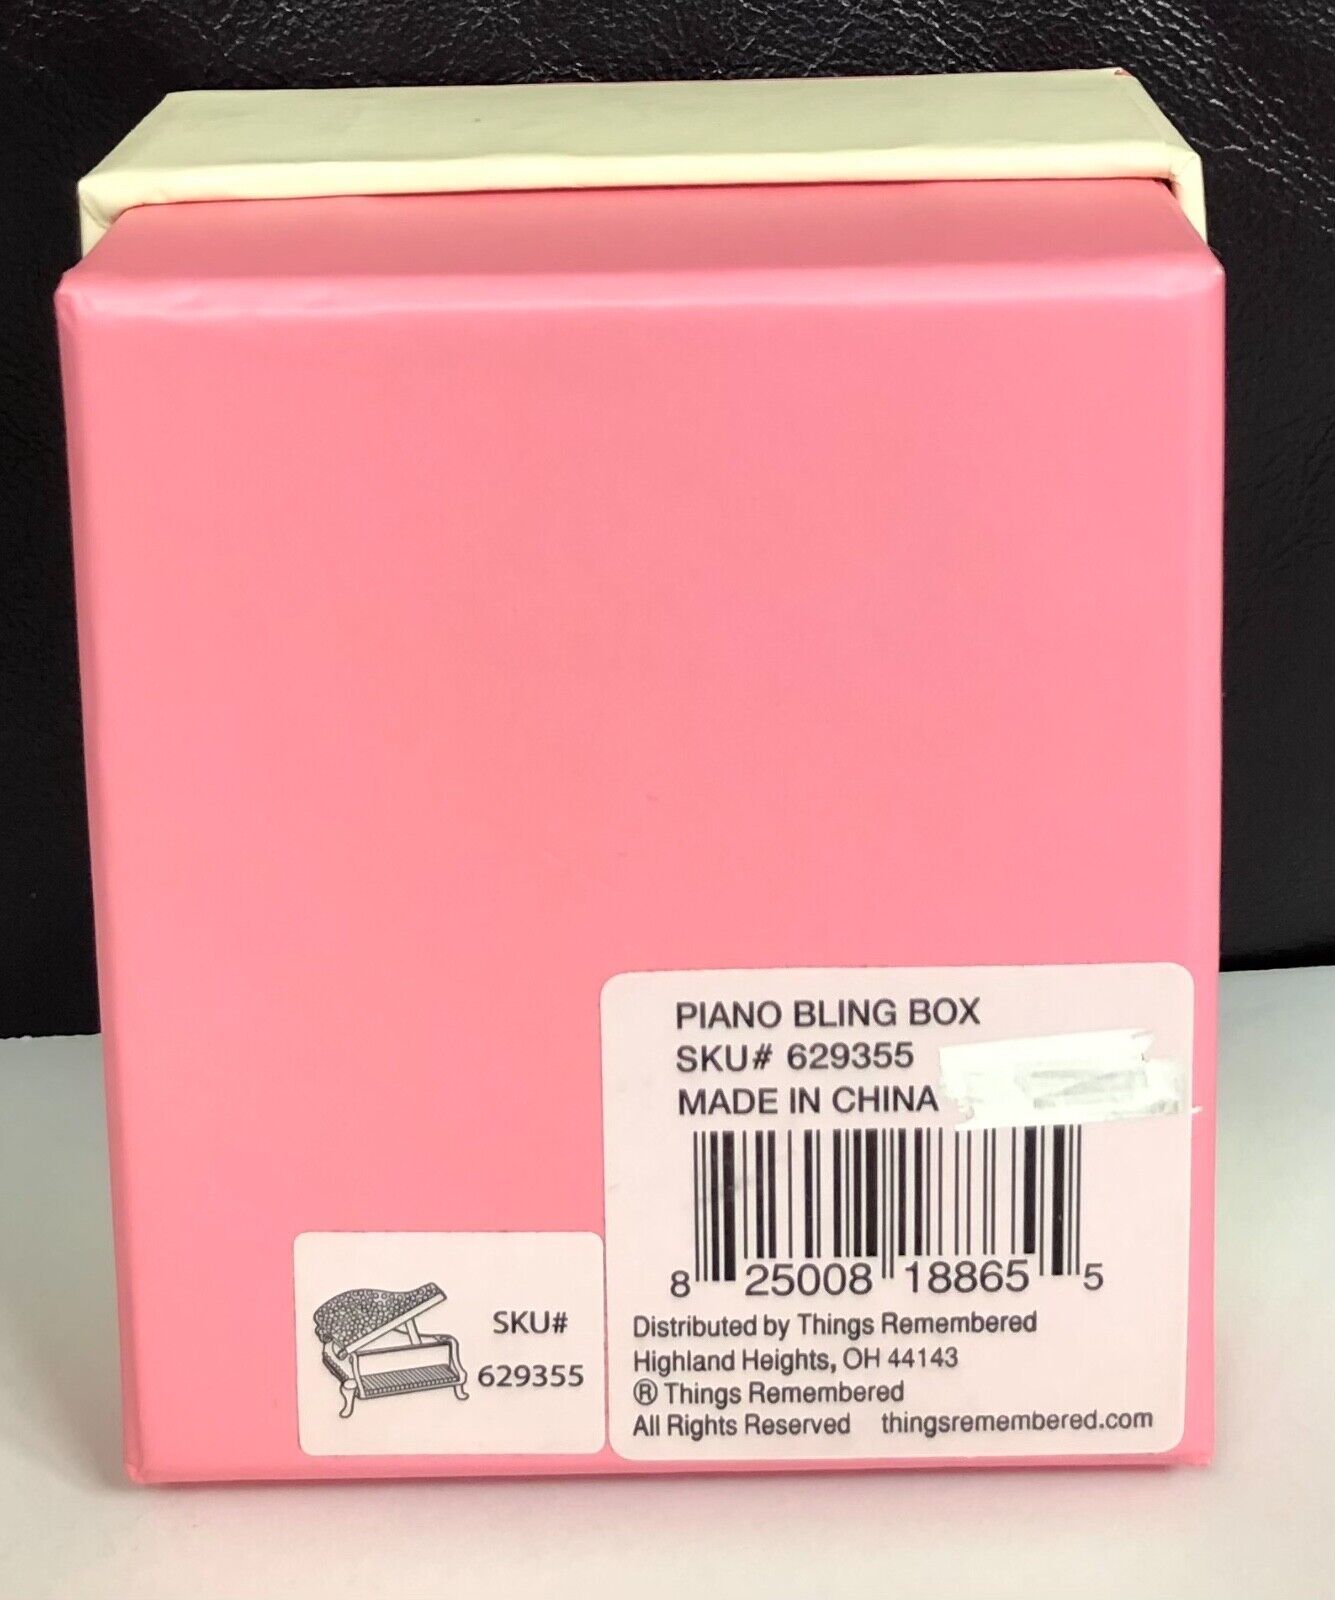 PIANO BLING BOX
SKU# 629355
MADE IN CHINA
8 25008 18865 5
Distributed by Things Remembered
Highland Heights, OH 44143
® Things Remembered
All Rights Reserved thingsremembered.com
SKU#
629355